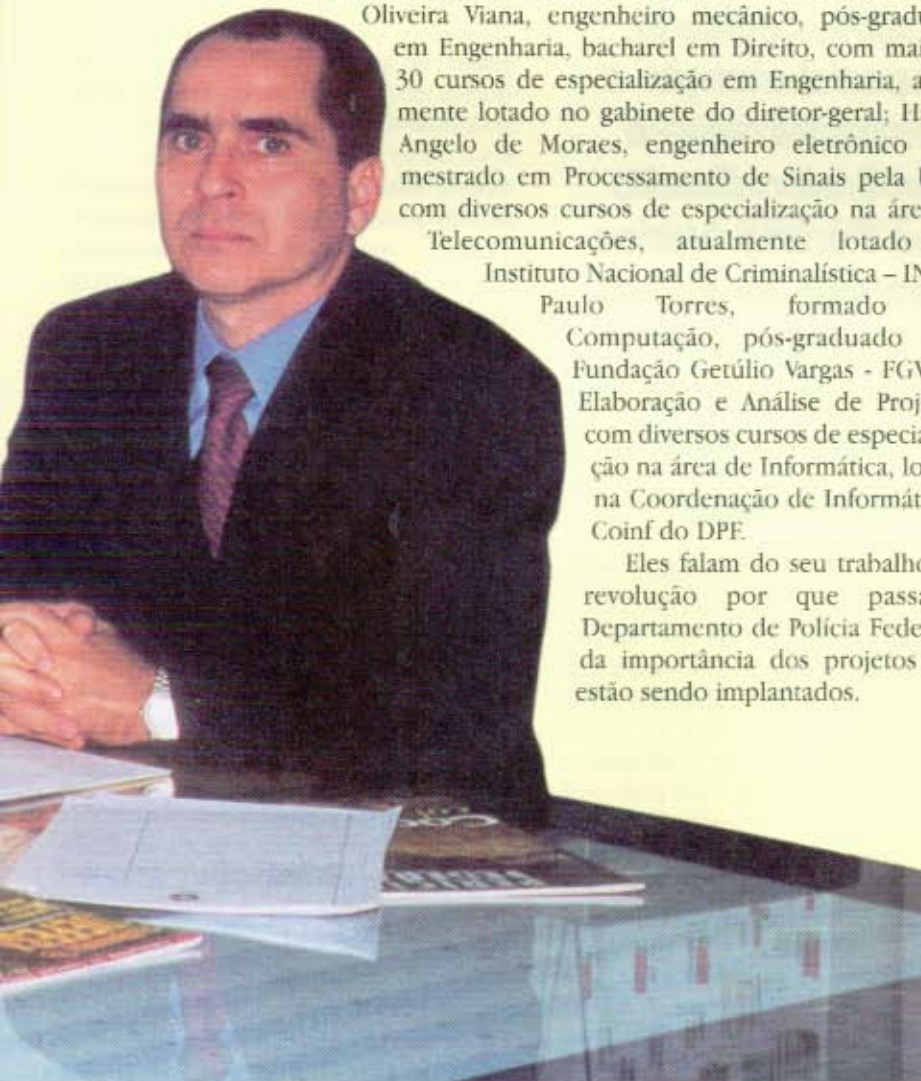 Oliveira Viana, engenheiro mecânico, pós-gradu
em Engenharia, bacharel em Direito, com mai
30 cursos de especialização em Engenharia, a
mente lotado no gabinete do diretor-geral; H
Angelo de Moraes, engenheiro eletrônico
mestrado em Processamento de Sinais pela
com diversos cursos de especialização na áre
Telecomunicações, atualmente lotado
Instituto Nacional de Criminalística – IN
Paulo Torres, formado
Computação, pós-graduado
Fundação Getúlio Vargas - FGV
Elaboração e Análise de Proj
com diversos cursos de especia
ção na área de Informática, lo
na Coordenação de Informát
Coinf do DPF.
Eles falam do seu trabalho
revolução por que pass
Departamento de Polícia Fede
da importância dos projetos
estão sendo implantados.